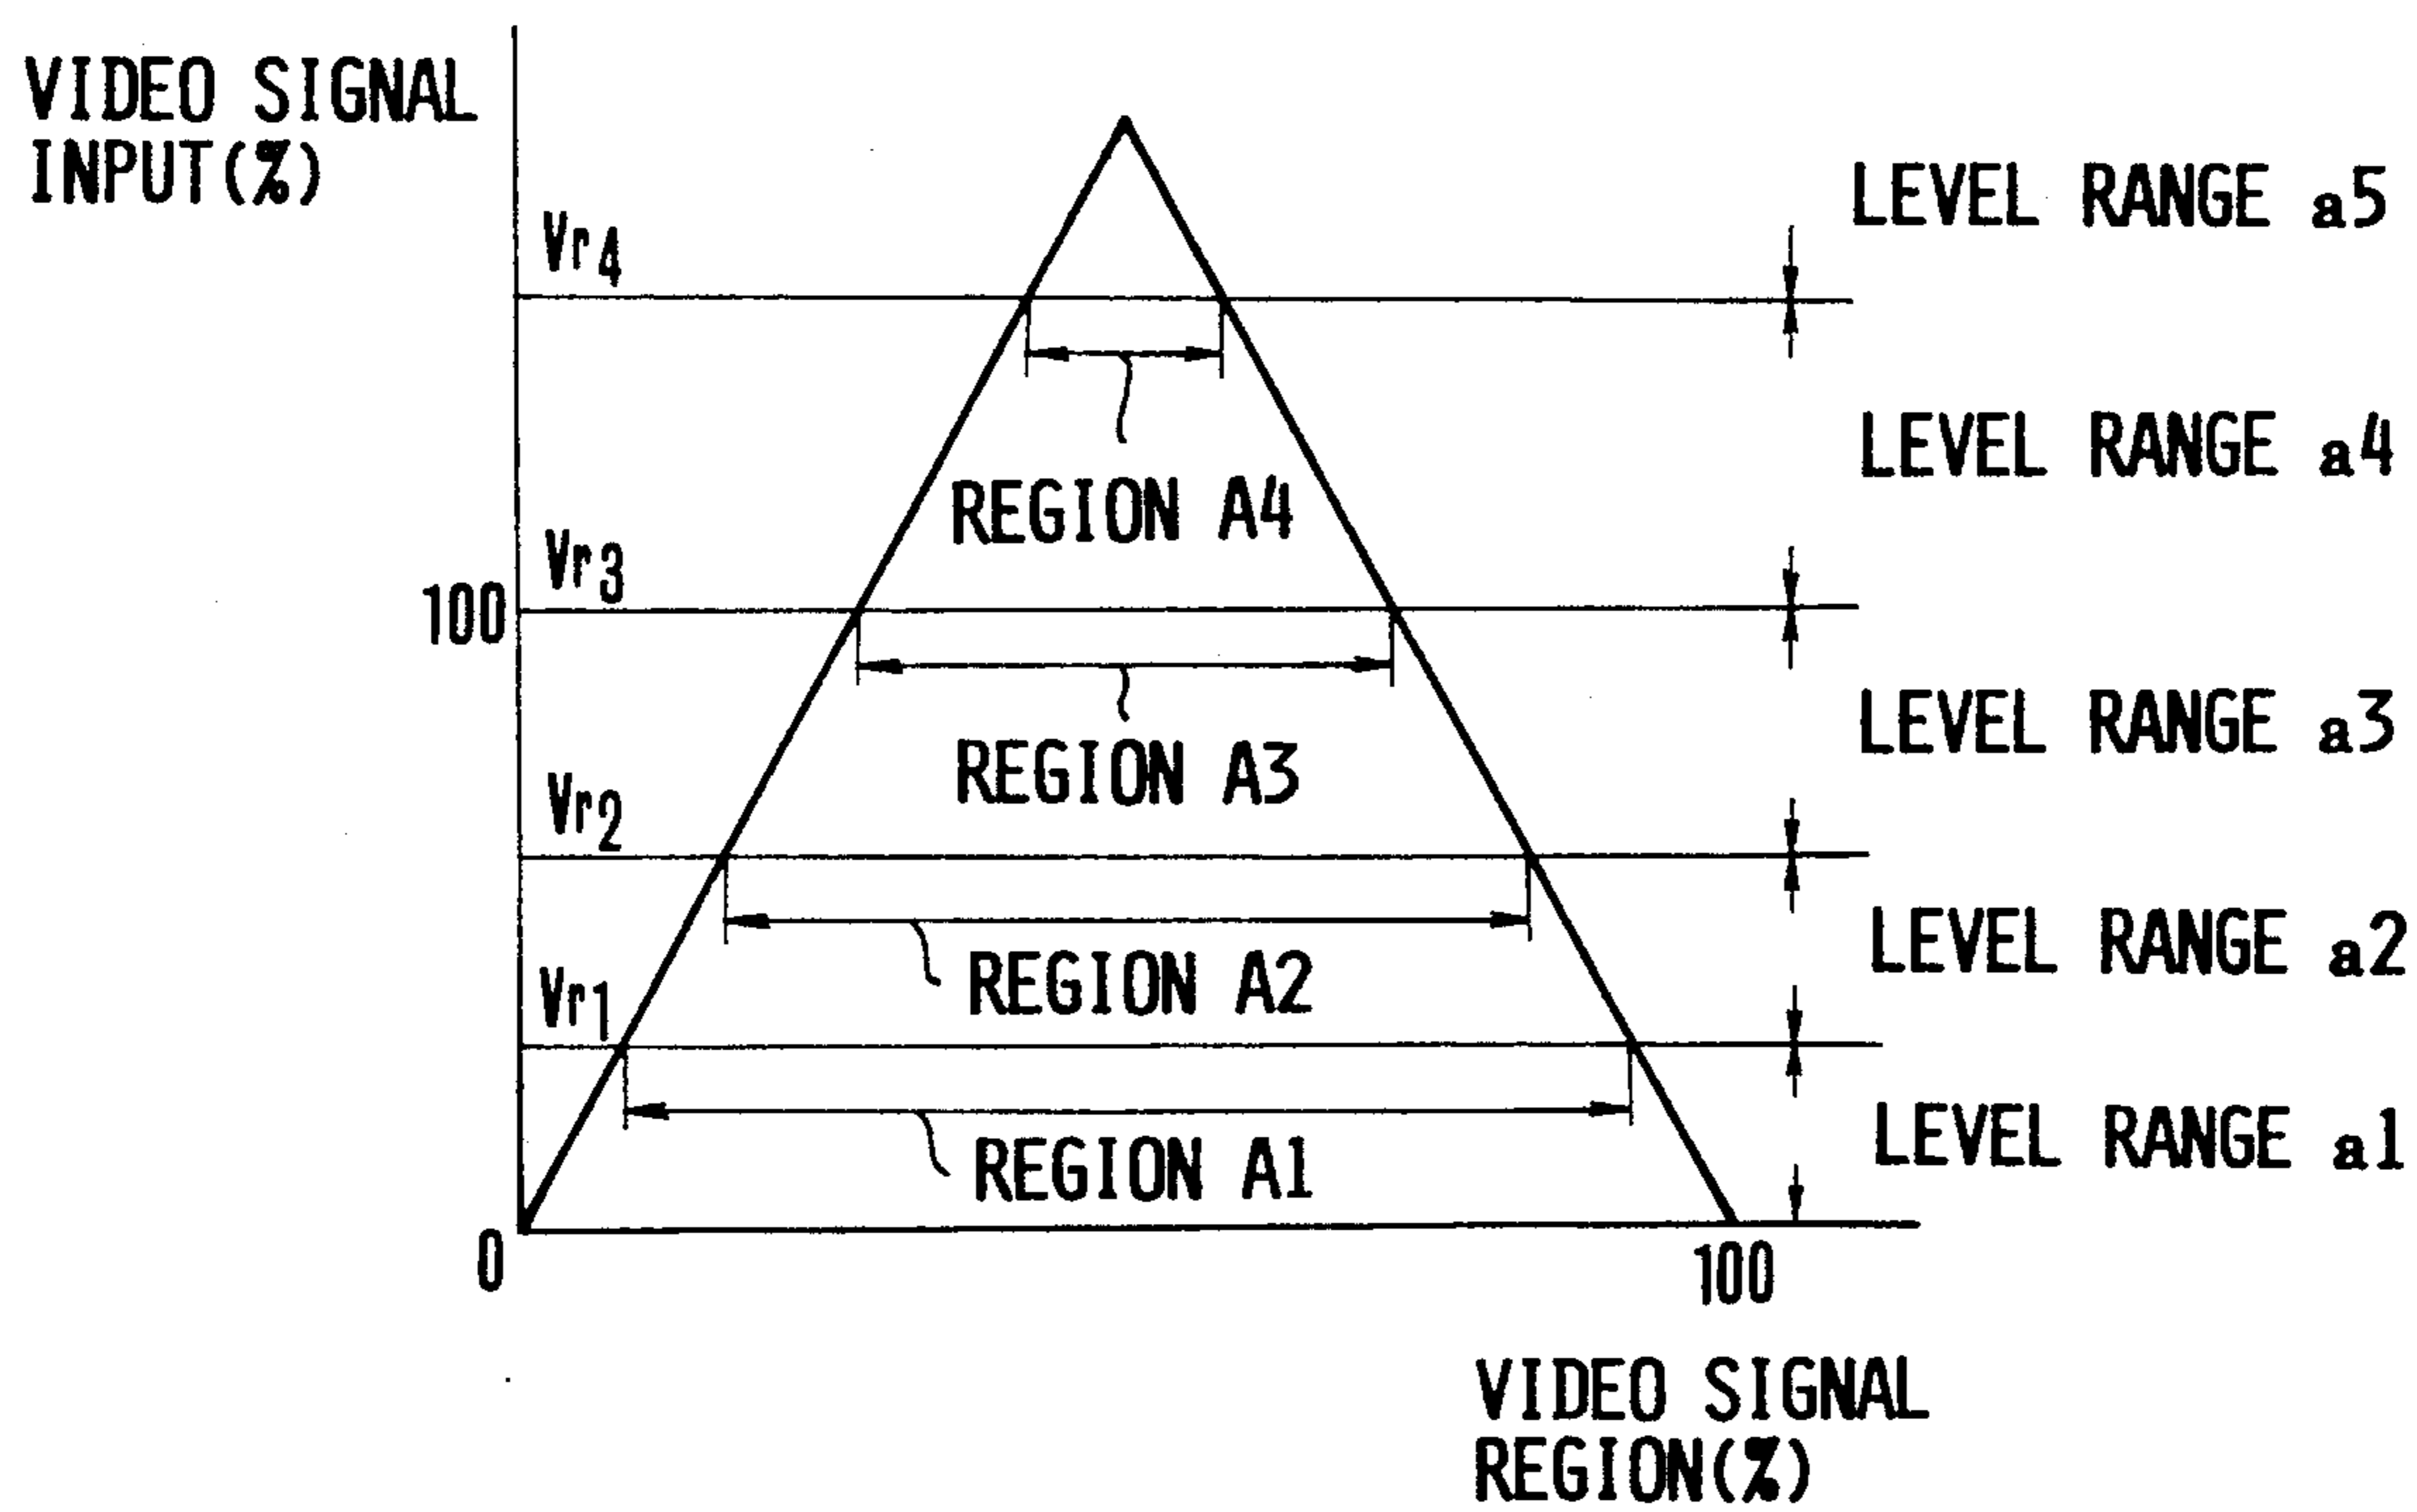 VIDEO SIGNAL
INPUT(%)
LEVEL RANGE a5
Vr4
LEVEL RANGE a4
REGION A4
Vr3
100
LEVEL RANGE a3
REGION A3
Vr2
LEVEL RANGE a2
REGION A2
Vr1
LEVEL RANGE a1
REGION A1
0
100
VIDEO SIGNAL
REGION(%)